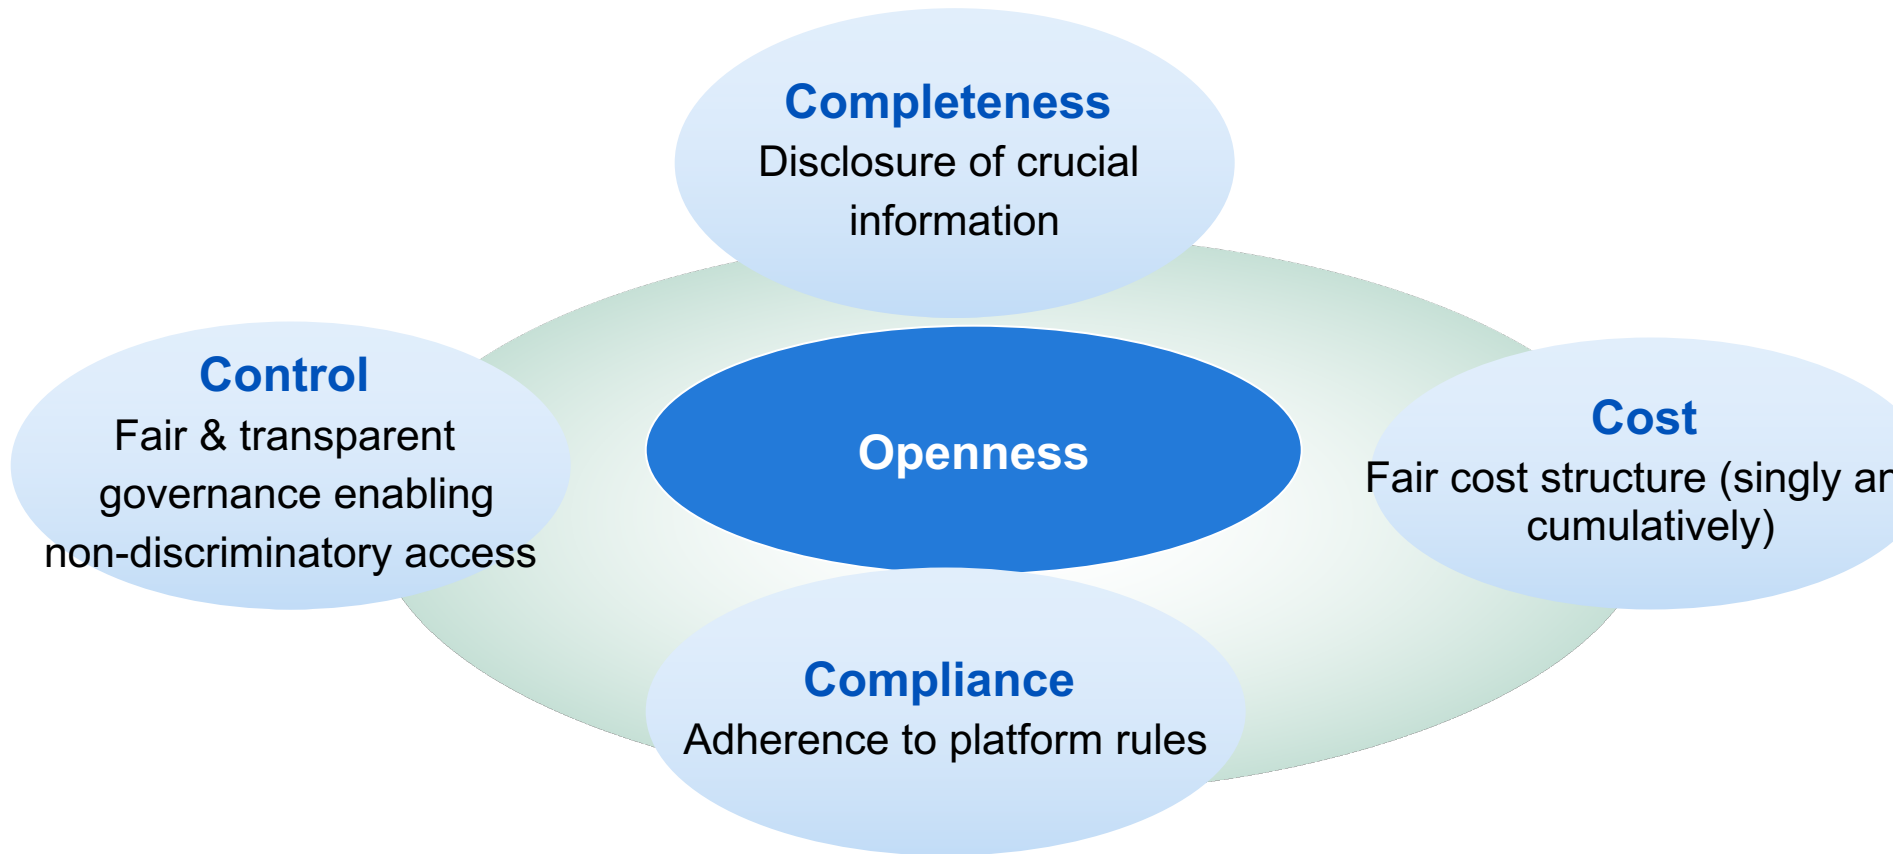 Completeness
Disclosure of crucial
information
Control
Fair & transparent
governance enabling
non-discriminatory access
Openness
Cost
Fair cost structure (singly an
cumulatively)
Compliance
Adherence to platform rules